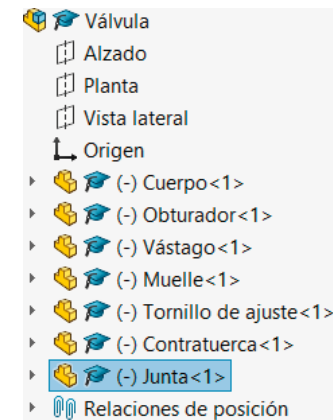 Válvula
Alzado
Planta
Vista lateral
Origen
(-) Cuerpo<1>
(-) Obturador<1>
(-) Vástago<1>
(-) Muelle<1>
(-) Tornillo de ajuste<1>
(-) Contratuerca<1>
(-) Junta<1>
Relaciones de posición